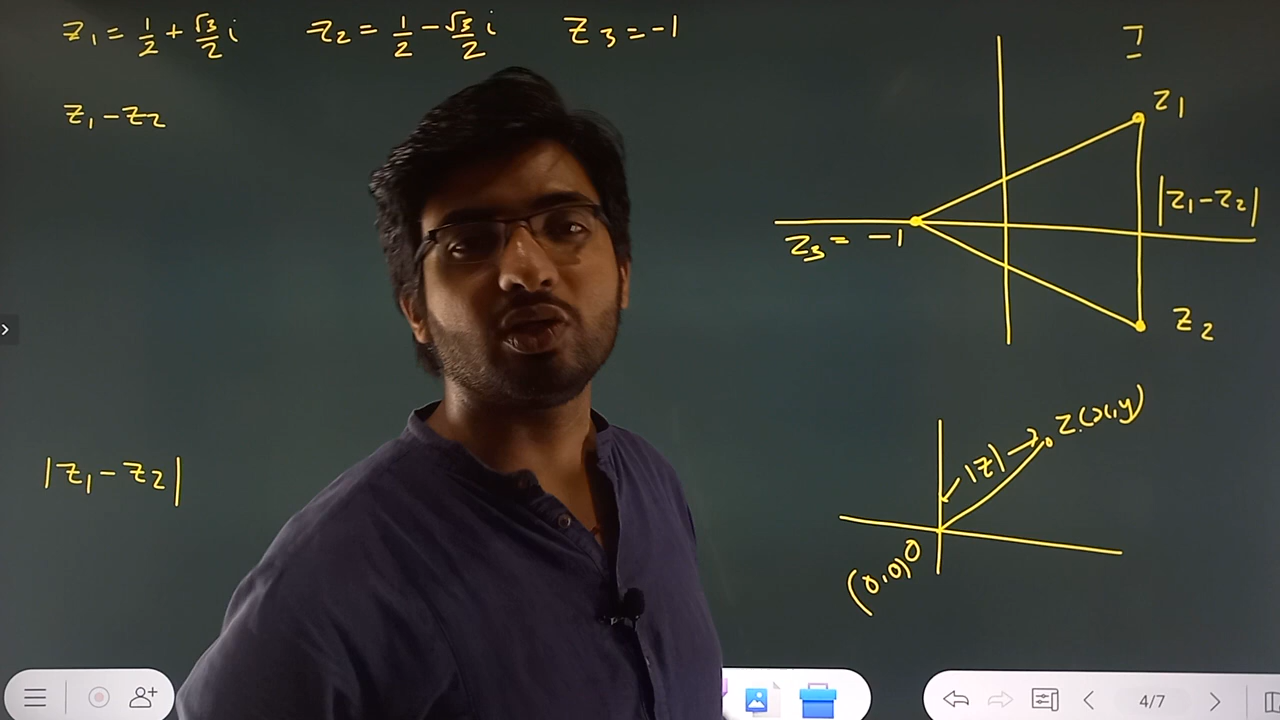 z₁ = 1/2 + √3/2 i z₂ = 1/2 − √3/2 i z₃ = −1
z₁ − z₂
|z₁ − z₂|
I
z₁
|z₁ − z₂|
z₃ = −1
z₂
|z| z(x,y)
(0,0) O
4/7